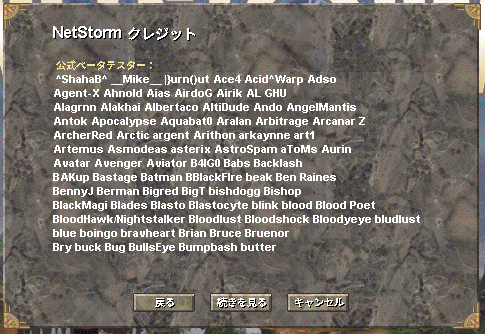 NetStorm クレジット
公式ベータテスター：
^ShahaB^ __Mike__ |}urn()ut Ace4 Acid^Warp Adso
Agent-X Ahnold Aias AirdoG Airik AL GHU
Alagrnn Alakhai Albertaco AltiDude Ando AngelMantis
Antok Apocalypse Aquabat0 Aralan Arbitrage Arcanar Z
ArcherRed Arctic argent Arithon arkaynne art1
Artemus Asmodeas asterix AstroSpam aToMs Aurin
Avatar Avenger Aviator B4IG0 Babs Backlash
BAKup Bastage Batman BBlackFire beak Ben Raines
BennyJ Berman Bigred BigT bishdogg Bishop
BlackMagi Blades Blasto Blastocyte blink blood Blood Poet
BloodHawk/Nightstalker Bloodlust Bloodshock Bloodyeye bludlust
blue boingo bravheart Brian Bruce Bruenor
Bry buck Bug BullsEye Bumpbash butter
戻る 続きを見る キャンセル